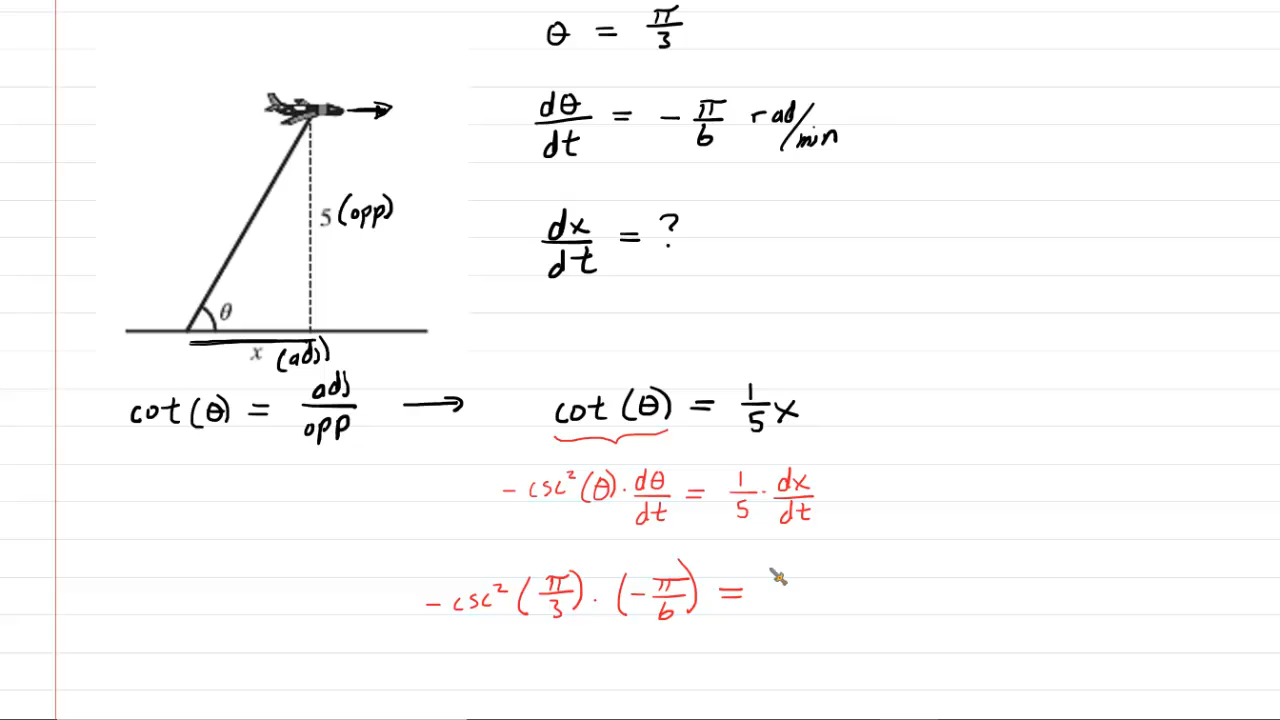 θ = π/3
dθ/dt = - π/6 rad/min
5 (opp)
dx/dt = ?
θ
x (adj)
cot(θ) = adj/opp → cot(θ) = 1/5 x
- csc²(θ) · dθ/dt = 1/5 · dx/dt
- csc²(π/3) · (- π/6) =